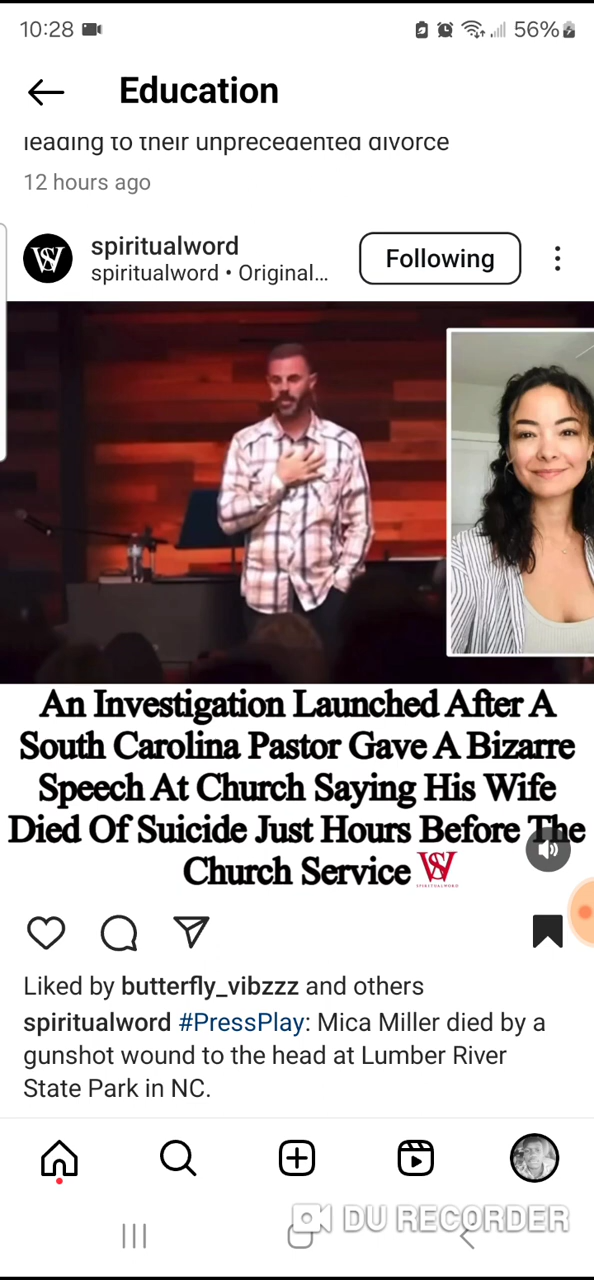 10:28
56%
Education
leading to their unprecedented divorce
12 hours ago
spiritualword
spiritualword • Original...
Following
An Investigation Launched After A
South Carolina Pastor Gave A Bizarre
Speech At Church Saying His Wife
Died Of Suicide Just Hours Before The
Church Service
SPIRITUALWORD
Liked by butterfly_vibzzz and others
spiritualword #PressPlay: Mica Miller died by a
gunshot wound to the head at Lumber River
State Park in NC.
DU RECORDER